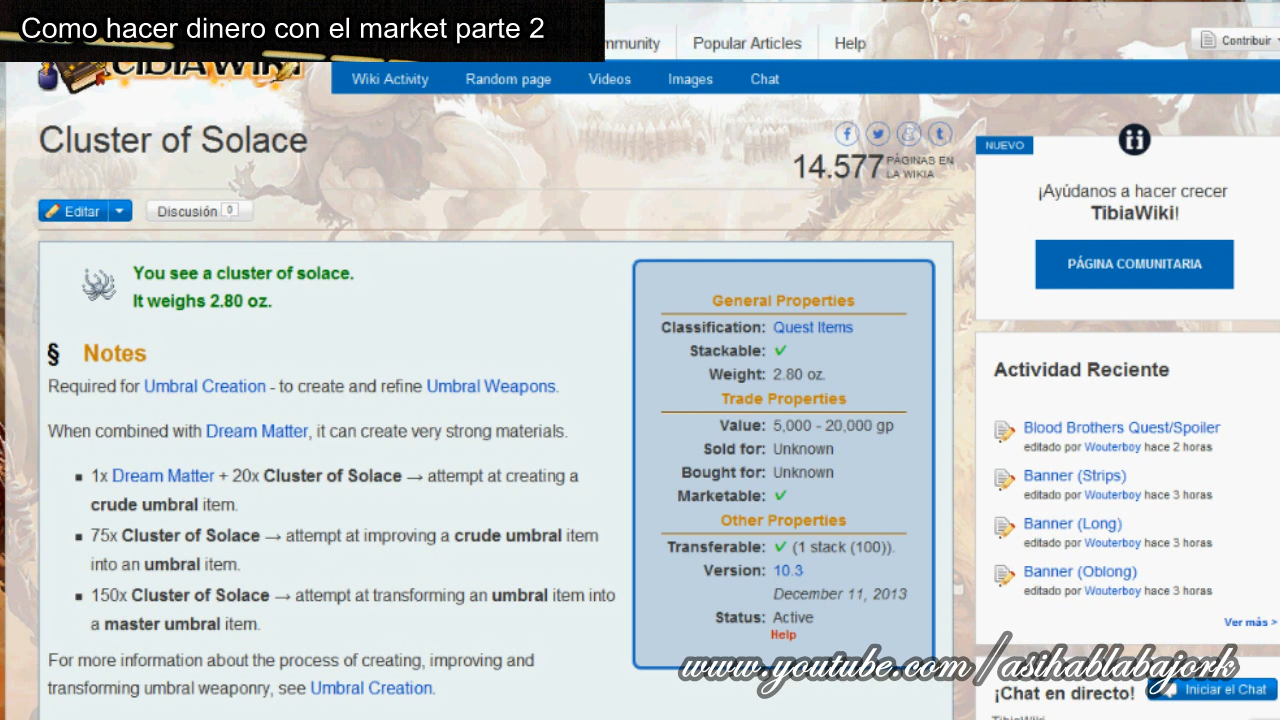 Como hacer dinero con el market parte 2
mmunity Popular Articles Help
Contribuir
TIBIAWIKI
Wiki Activity Random page Videos Images Chat
Cluster of Solace
14.577 PÁGINAS EN LA WIKIA
Editar Discusión 0
You see a cluster of solace.
It weighs 2.80 oz.
§ Notes
Required for Umbral Creation - to create and refine Umbral Weapons.
When combined with Dream Matter, it can create very strong materials.
1x Dream Matter + 20x Cluster of Solace → attempt at creating a
crude umbral item.
75x Cluster of Solace → attempt at improving a crude umbral item
into an umbral item.
150x Cluster of Solace → attempt at transforming an umbral item into
a master umbral item.
For more information about the process of creating, improving and
transforming umbral weaponry, see Umbral Creation.
General Properties
Classification: Quest Items
Stackable: ✓
Weight: 2.80 oz.
Trade Properties
Value: 5,000 - 20,000 gp
Sold for: Unknown
Bought for: Unknown
Marketable: ✓
Other Properties
Transferable: ✓ (1 stack (100)).
Version: 10.3
December 11, 2013
Status: Active
Help
NUEVO
¡Ayúdanos a hacer crecer
TibiaWiki!
PÁGINA COMUNITARIA
Actividad Reciente
Blood Brothers Quest/Spoiler
editado por Wouterboy hace 2 horas
Banner (Strips)
editado por Wouterboy hace 3 horas
Banner (Long)
editado por Wouterboy hace 3 horas
Banner (Oblong)
editado por Wouterboy hace 3 horas
Ver más >
www.youtube.com/asihablabajork
¡Chat en directo! Iniciar el Chat
TibiaWiki